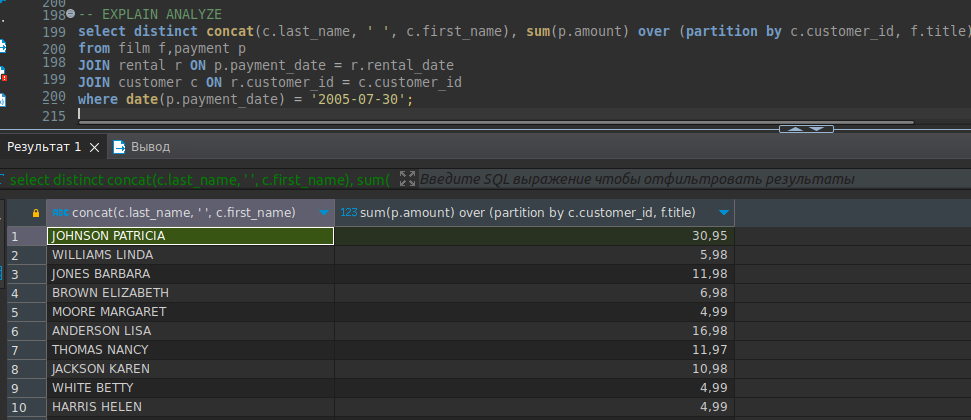 200
198 -- EXPLAIN ANALYZE
199 select distinct concat(c.last_name, ' ', c.first_name), sum(p.amount) over (partition by c.customer_id, f.title)
200 from film f,payment p
198 JOIN rental r ON p.payment_date = r.rental_date
199 JOIN customer c ON r.customer_id = c.customer_id
200 where date(p.payment_date) = '2005-07-30';
215
Результат 1 Вывод
select distinct concat(c.last_name, ' ', c.first_name), sum( Введите SQL выражение чтобы отфильтровать результаты
ABC concat(c.last_name, ' ', c.first_name) 123 sum(p.amount) over (partition by c.customer_id, f.title)
1 JOHNSON PATRICIA 30,95
2 WILLIAMS LINDA 5,98
3 JONES BARBARA 11,98
4 BROWN ELIZABETH 6,98
5 MOORE MARGARET 4,99
6 ANDERSON LISA 16,98
7 THOMAS NANCY 11,97
8 JACKSON KAREN 10,98
9 WHITE BETTY 4,99
10 HARRIS HELEN 4,99